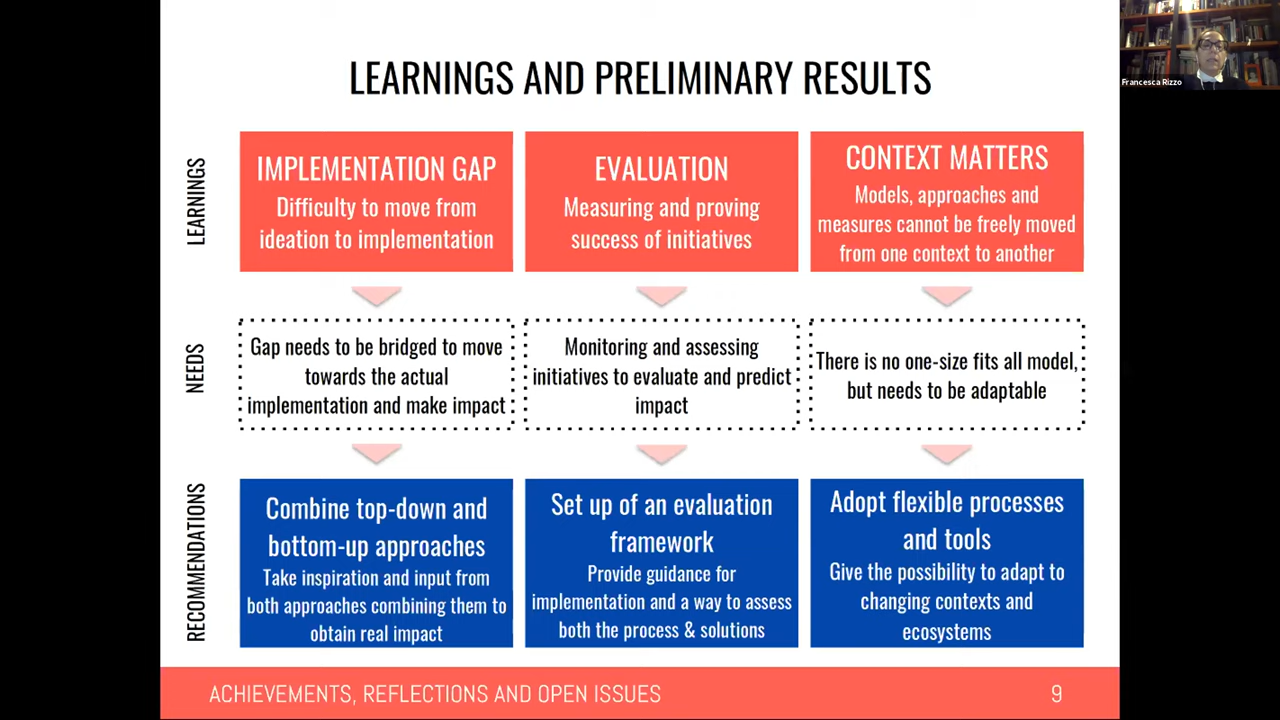 LEARNINGS AND PRELIMINARY RESULTS
Francesca Rizzo
LEARNINGS
IMPLEMENTATION GAP
Difficulty to move from
ideation to implementation
EVALUATION
Measuring and proving
success of initiatives
CONTEXT MATTERS
Models, approaches and
measures cannot be freely moved
from one context to another
NEEDS
Gap needs to be bridged to move
towards the actual
implementation and make impact
Monitoring and assessing
initiatives to evaluate and predict
impact
There is no one-size fits all model,
but needs to be adaptable
RECOMMENDATIONS
Combine top-down and
bottom-up approaches
Take inspiration and input from
both approaches combining them to
obtain real impact
Set up of an evaluation
framework
Provide guidance for
implementation and a way to assess
both the process & solutions
Adopt flexible processes
and tools
Give the possibility to adapt to
changing contexts and
ecosystems
ACHIEVEMENTS, REFLECTIONS AND OPEN ISSUES
9